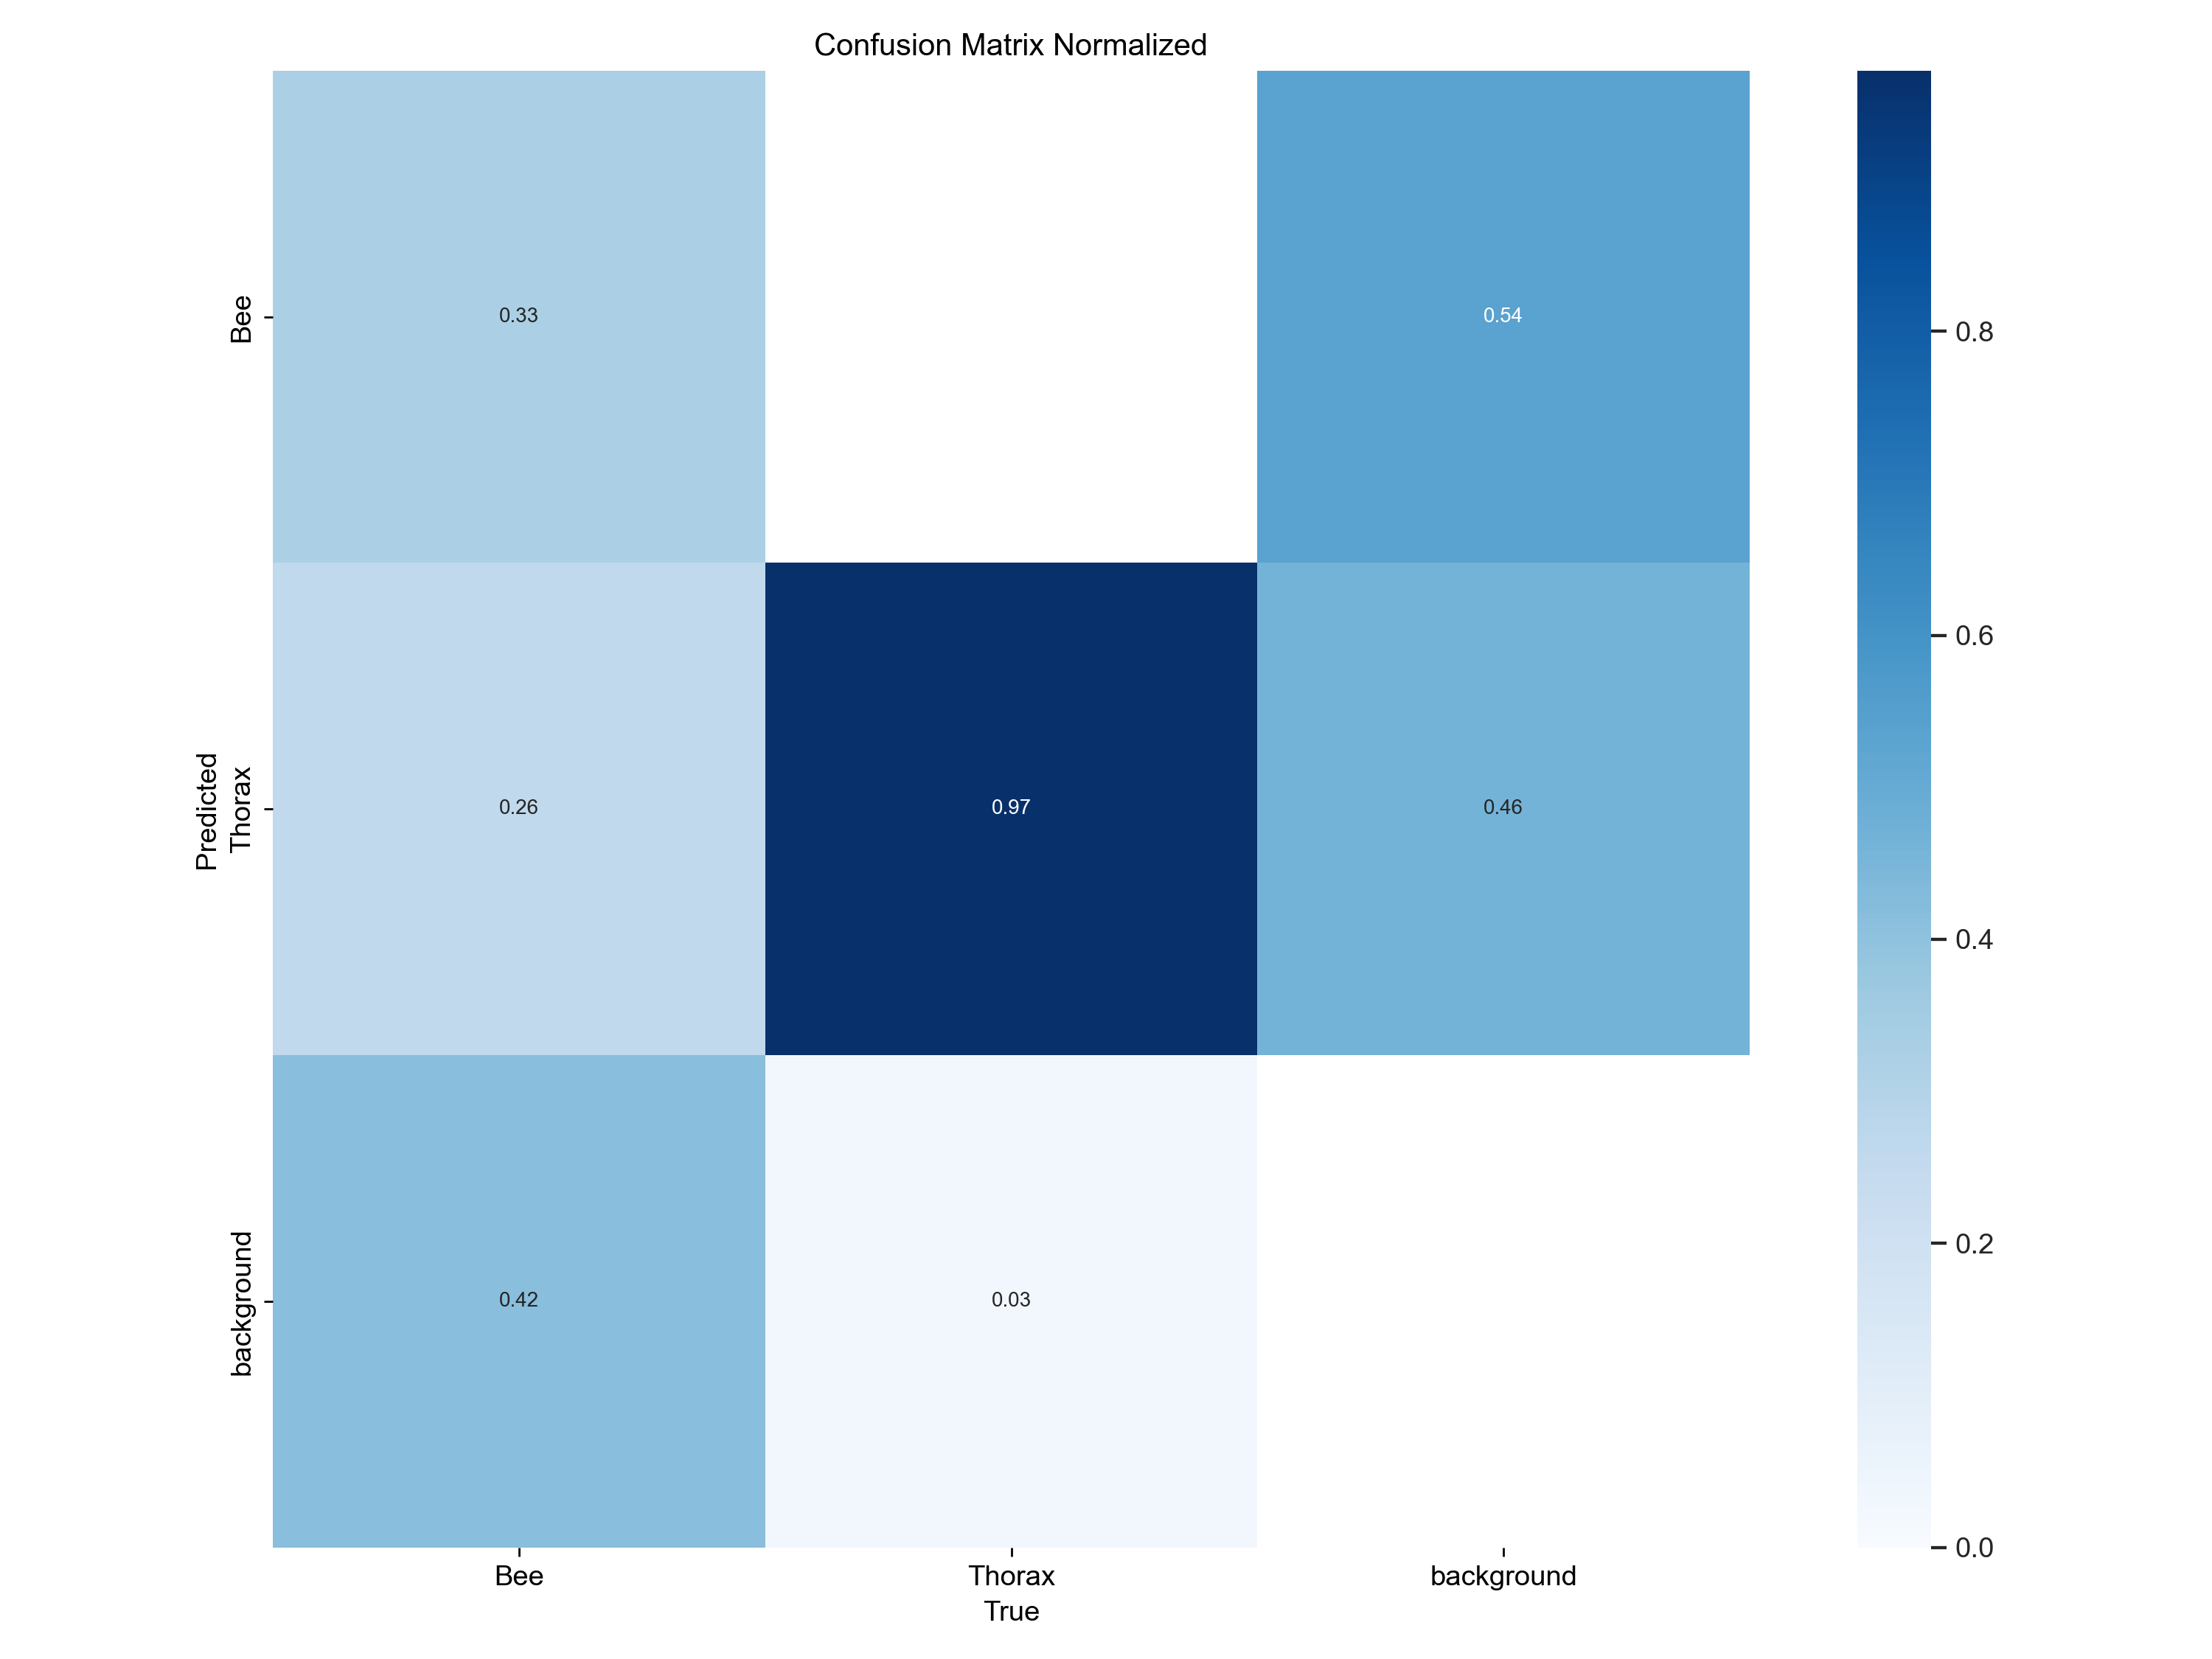 Confusion Matrix Normalized
Predicted
Bee
Thorax
background
0.33
0.54
0.26
0.97
0.46
0.42
0.03
Bee
Thorax
background
True
0.8
0.6
0.4
0.2
0.0